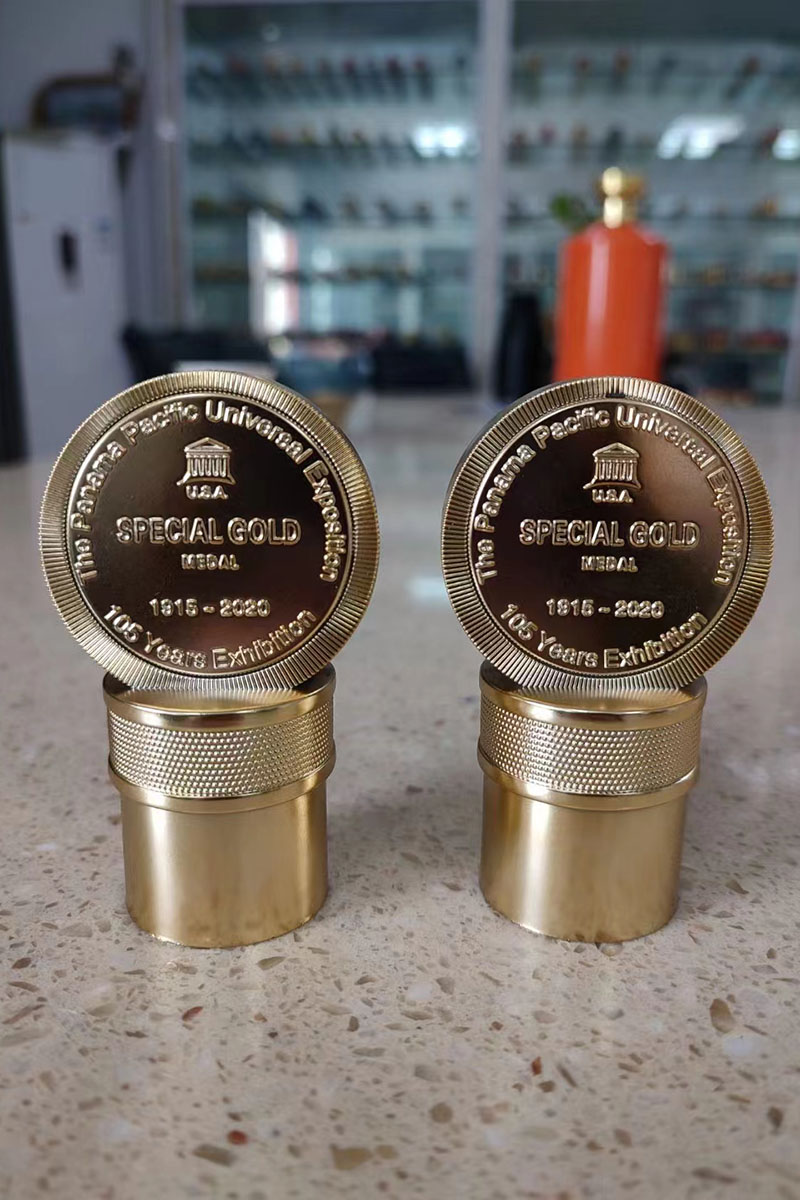 The Panama Pacific Universal Exposition
U.S.A
SPECIAL GOLD
MEDAL
1915 - 2020
105 Years Exhibition
The Panama Pacific Universal Exposition
U.S.A
SPECIAL GOLD
MEDAL
1915 - 2020
105 Years Exhibition